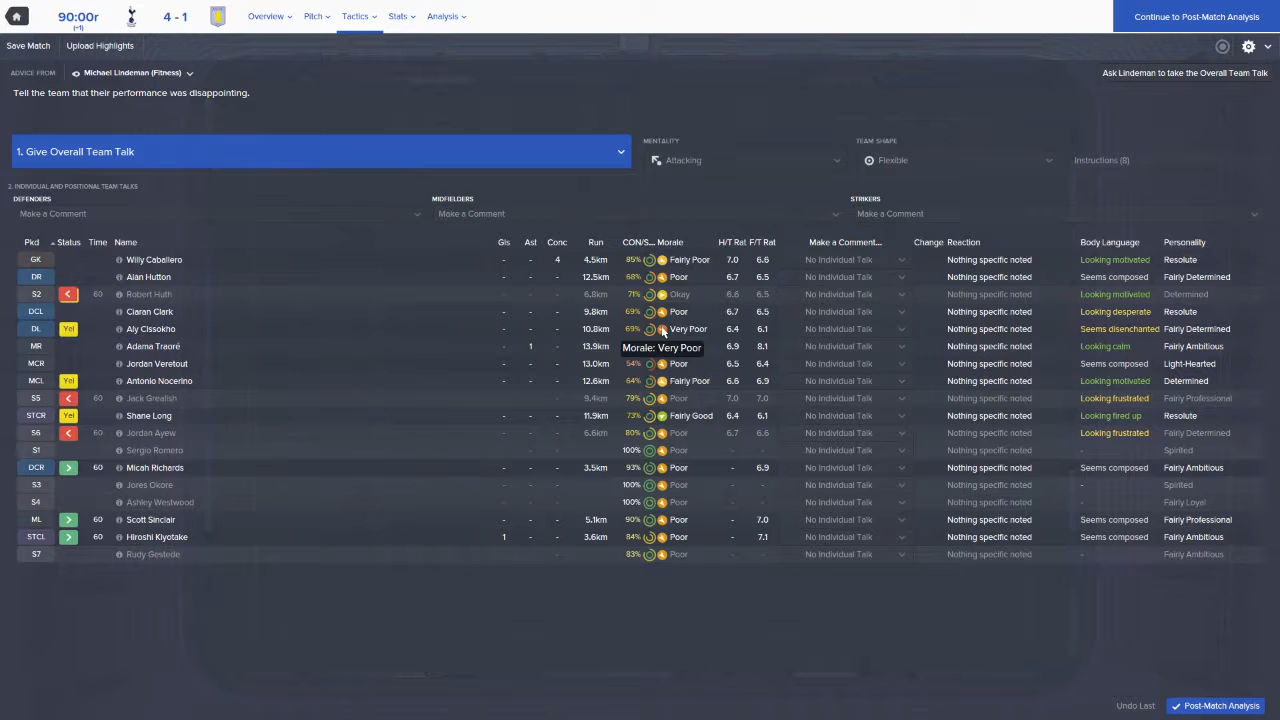 90:00r 4 - 1 Overview Pitch Tactics Stats Analysis Continue to Post-Match Analysis
(+1)
Save Match Upload Highlights
ADVICE FROM Michael Lindeman (Fitness) Ask Lindeman to take the Overall Team Talk
Tell the team that their performance was disappointing.
MENTALITY TEAM SHAPE
1. Give Overall Team Talk Attacking Flexible Instructions (8)
2. INDIVIDUAL AND POSITIONAL TEAM TALKS
DEFENDERS MIDFIELDERS STRIKERS
Make a Comment Make a Comment Make a Comment
Pkd Status Time Name Gls Ast Conc Run CON/S... Morale H/T Rat F/T Rat Make a Comment... Change Reaction Body Language Personality
GK Willy Caballero - - 4 4.5km 85% Fairly Poor 7.0 6.6 No Individual Talk Nothing specific noted Looking motivated Resolute
DR Alan Hutton - - - 12.5km 68% Poor 6.7 6.5 No Individual Talk Nothing specific noted Seems composed Fairly Determined
S2 60 Robert Huth - - - 6.8km 71% Okay 6.6 6.5 No Individual Talk Nothing specific noted Looking motivated Determined
DCL Ciaran Clark - - - 9.8km 69% Poor 6.7 6.5 No Individual Talk Nothing specific noted Looking desperate Resolute
DL Yel Aly Cissokho - - - 10.8km 69% Very Poor 6.4 6.1 No Individual Talk Nothing specific noted Seems disenchanted Fairly Determined
MR Adama Traoré - 1 - 13.9km 6.9 8.1 No Individual Talk Nothing specific noted Looking calm Fairly Ambitious
Morale: Very Poor
MCR Jordan Veretout - - - 13.0km 54% Poor 6.5 6.4 No Individual Talk Nothing specific noted Seems composed Light-Hearted
MCL Yel Antonio Nocerino - - - 12.6km 64% Fairly Poor 6.6 6.9 No Individual Talk Nothing specific noted Looking motivated Determined
S5 60 Jack Grealish - - - 9.4km 79% Poor 7.0 7.0 No Individual Talk Nothing specific noted Looking frustrated Fairly Professional
STCR Yel Shane Long - - - 11.9km 73% Fairly Good 6.4 6.1 No Individual Talk Nothing specific noted Looking fired up Resolute
S6 60 Jordan Ayew - - - 6.6km 80% Poor 6.7 6.6 No Individual Talk Nothing specific noted Looking frustrated Fairly Determined
S1 Sergio Romero - - - 100% Poor - - No Individual Talk Nothing specific noted - Spirited
DCR 60 Micah Richards - - - 3.5km 93% Poor - 6.9 No Individual Talk Nothing specific noted Seems composed Fairly Ambitious
S3 Jores Okore - - - 100% Poor - - No Individual Talk Nothing specific noted - Spirited
S4 Ashley Westwood - - - 100% Poor - - No Individual Talk Nothing specific noted - Fairly Loyal
ML 60 Scott Sinclair - - - 5.1km 90% Poor - 7.0 No Individual Talk Nothing specific noted Seems composed Fairly Professional
STCL 60 Hiroshi Kiyotake 1 - - 3.6km 84% Poor - 7.1 No Individual Talk Nothing specific noted Seems composed Fairly Ambitious
S7 Rudy Gestede - - - 83% Poor - - No Individual Talk Nothing specific noted - Fairly Ambitious
Undo Last Post-Match Analysis